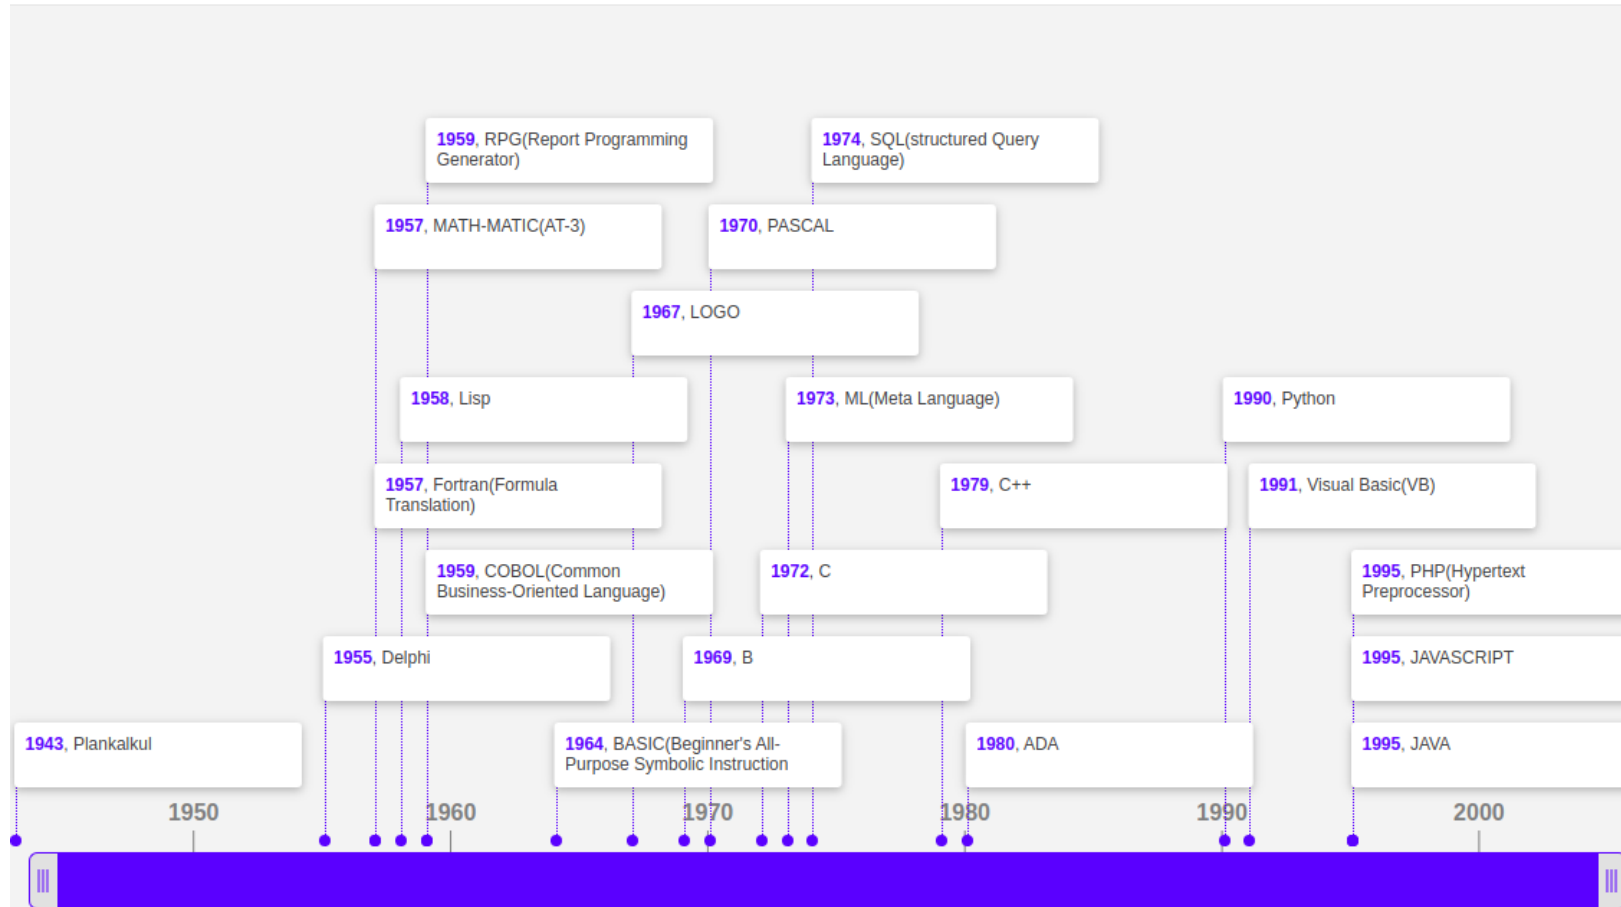 1959, RPG(Report Programming
Generator)
1974, SQL(structured Query
Language)
1957, MATH-MATIC(AT-3)
1970, PASCAL
1967, LOGO
1958, Lisp
1973, ML(Meta Language)
1990, Python
1957, Fortran(Formula
Translation)
1979, C++
1991, Visual Basic(VB)
1959, COBOL(Common
Business-Oriented Language)
1972, C
1995, PHP(Hypertext
Preprocessor)
1955, Delphi
1969, B
1995, JAVASCRIPT
1943, Plankalkul
1964, BASIC(Beginner's All-
Purpose Symbolic Instruction
1980, ADA
1995, JAVA
1950
1960
1970
1980
1990
2000